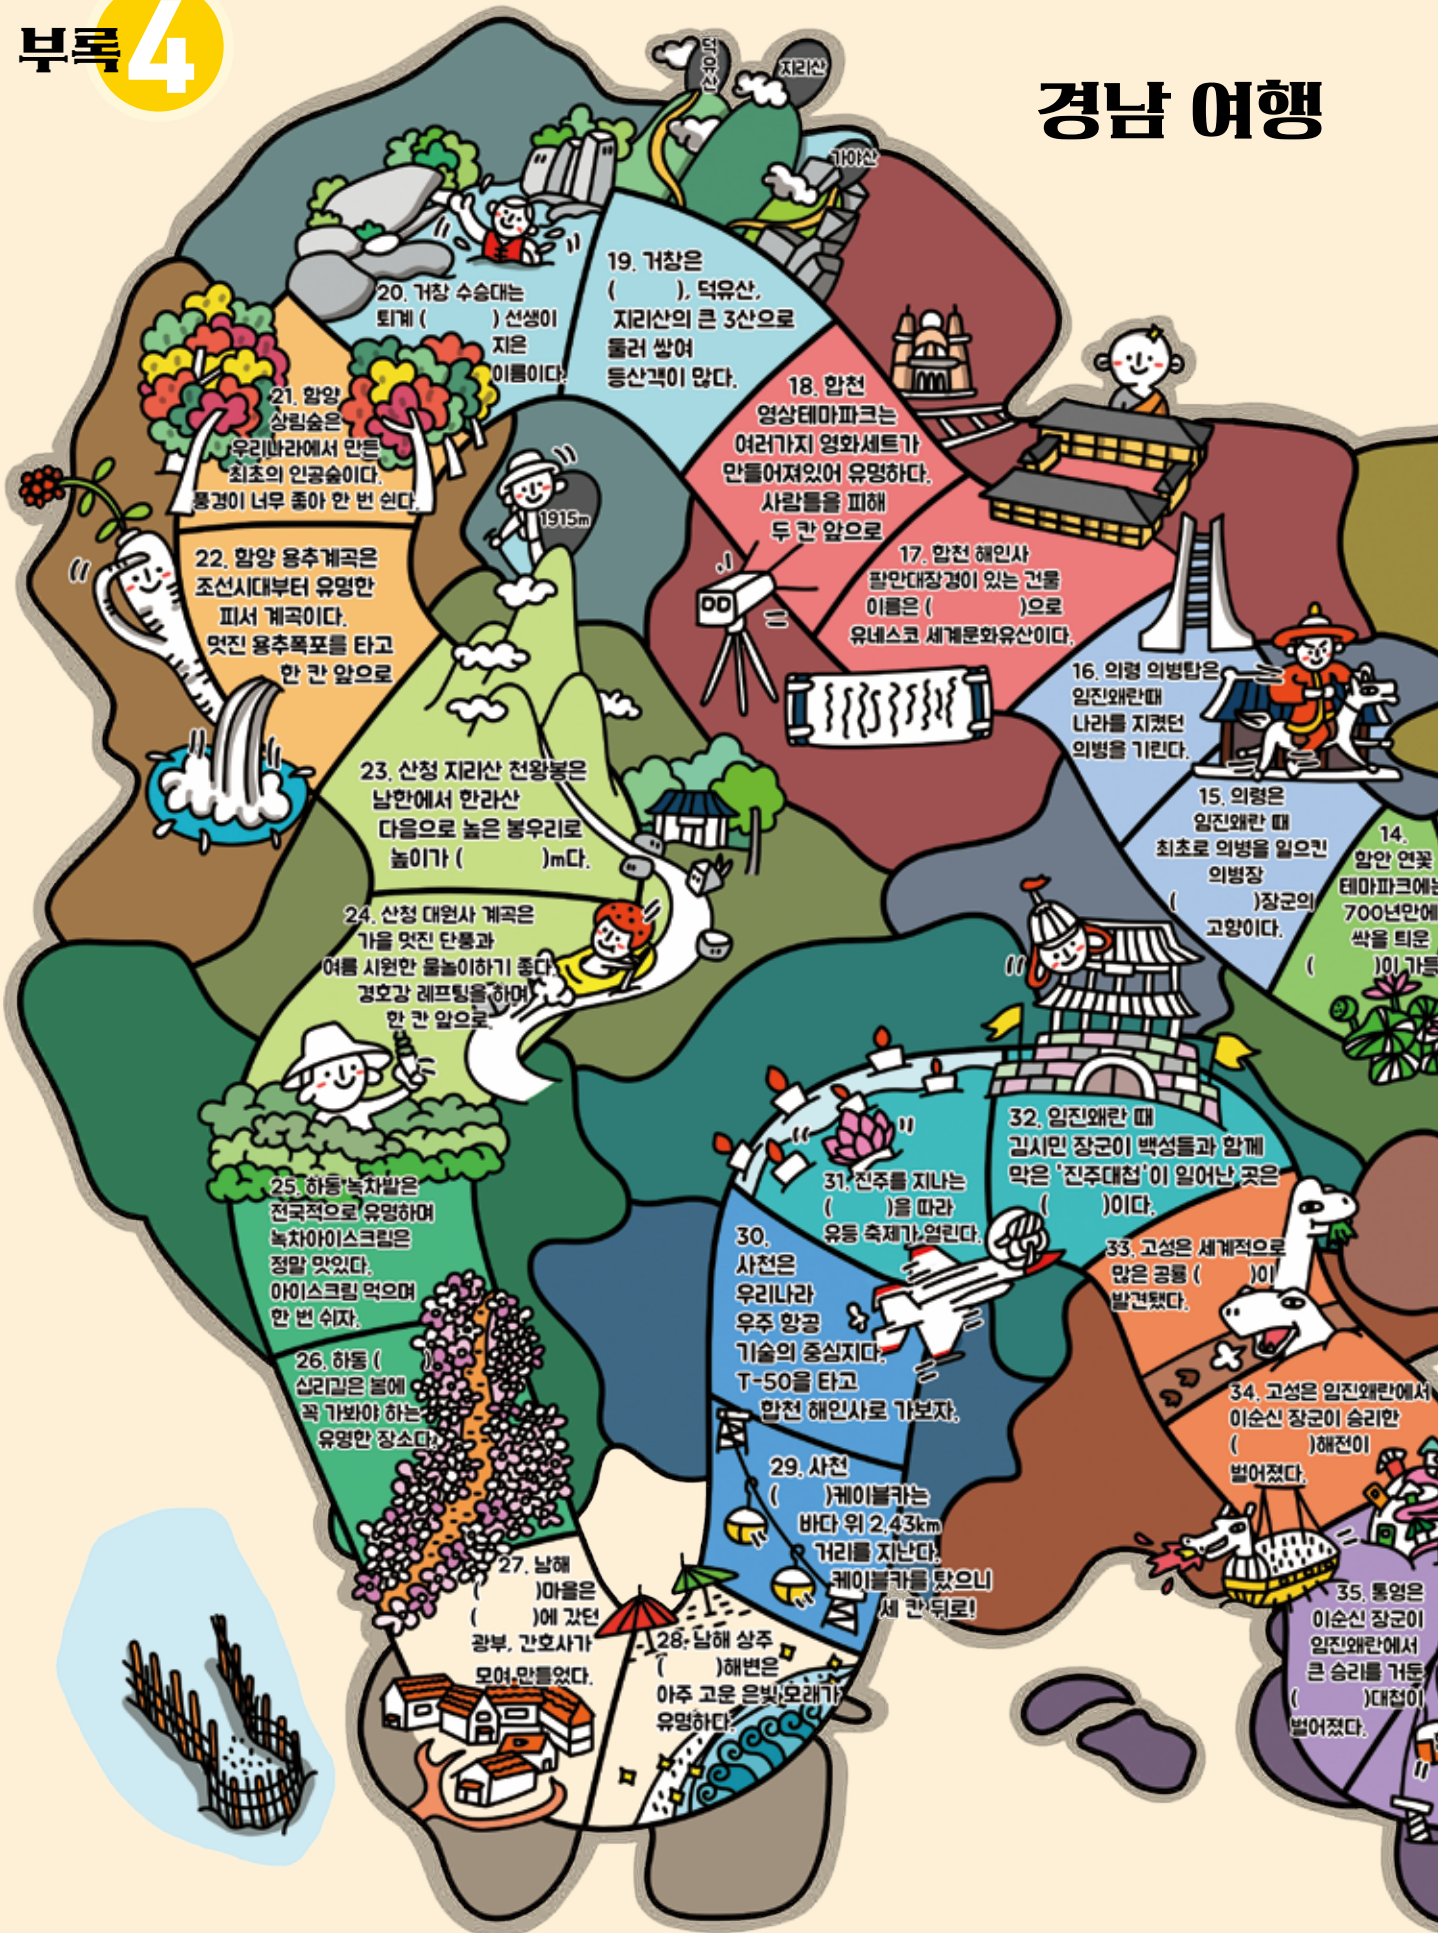 부록 4
경남 여행
덕유산
지리산
가야산
1915m
14.
함안 연꽃
테마파크에는
700년만에
싹을 틔운
( )이 가득
15. 의령은
임진왜란 때
최초로 의병을 일으킨
의병장
( )장군의
고향이다.
16. 의령 의병탑은
임진왜란때
나라를 지켰던
의병을 기린다.
17. 합천 해인사
팔만대장경이 있는 건물
이름은 ( )으로
유네스코 세계문화유산이다.
18. 합천
영상테마파크는
여러가지 영화세트가
만들어져있어 유명하다.
사람들을 피해
두 칸 앞으로
19. 거창은
( ), 덕유산,
지리산의 큰 3산으로
둘러 쌓여
등산객이 많다.
20. 거창 수승대는
퇴계 ( ) 선생이
지은
이름이다.
21. 함양
상림숲은
우리나라에서 만든
최초의 인공숲이다.
풍경이 너무 좋아 한 번 쉰다.
22. 함양 용추계곡은
조선시대부터 유명한
피서 계곡이다.
멋진 용추폭포를 타고
한 칸 앞으로
23. 산청 지리산 천왕봉은
남한에서 한라산
다음으로 높은 봉우리로
높이가 ( )m다.
24. 산청 대원사 계곡은
가을 멋진 단풍과
여름 시원한 물놀이하기 좋다.
경호강 레프팅을 하며
한 칸 앞으로.
25. 하동 녹차밭은
전국적으로 유명하며
녹차아이스크림은
정말 맛있다.
아이스크림 먹으며
한 번 쉬자.
26. 하동 ( )
십리길은 봄에
꼭 가봐야 하는
유명한 장소다.
27. 남해
( )마을은
( )에 갔던
광부, 간호사가
모여 만들었다.
28. 남해 상주
( )해변은
아주 고운 은빛 모래가
유명하다.
29. 사천
( )케이블카는
바다 위 2.43km
거리를 지난다.
케이블카를 탔으니
세 칸 뒤로!
30.
사천은
우리나라
우주 항공
기술의 중심지다.
T-50을 타고
합천 해인사로 가보자.
31. 진주를 지나는
( )을 따라
유등 축제가 열린다.
32. 임진왜란 때
김시민 장군이 백성들과 함께
막은 '진주대첩'이 일어난 곳은
( )이다.
33. 고성은 세계적으로
많은 공룡 ( )이
발견됐다.
34. 고성은 임진왜란에서
이순신 장군이 승리한
( )해전이
벌어졌다.
35. 통영은
이순신 장군이
임진왜란에서
큰 승리를 거둔
( )대첩이
벌어졌다.